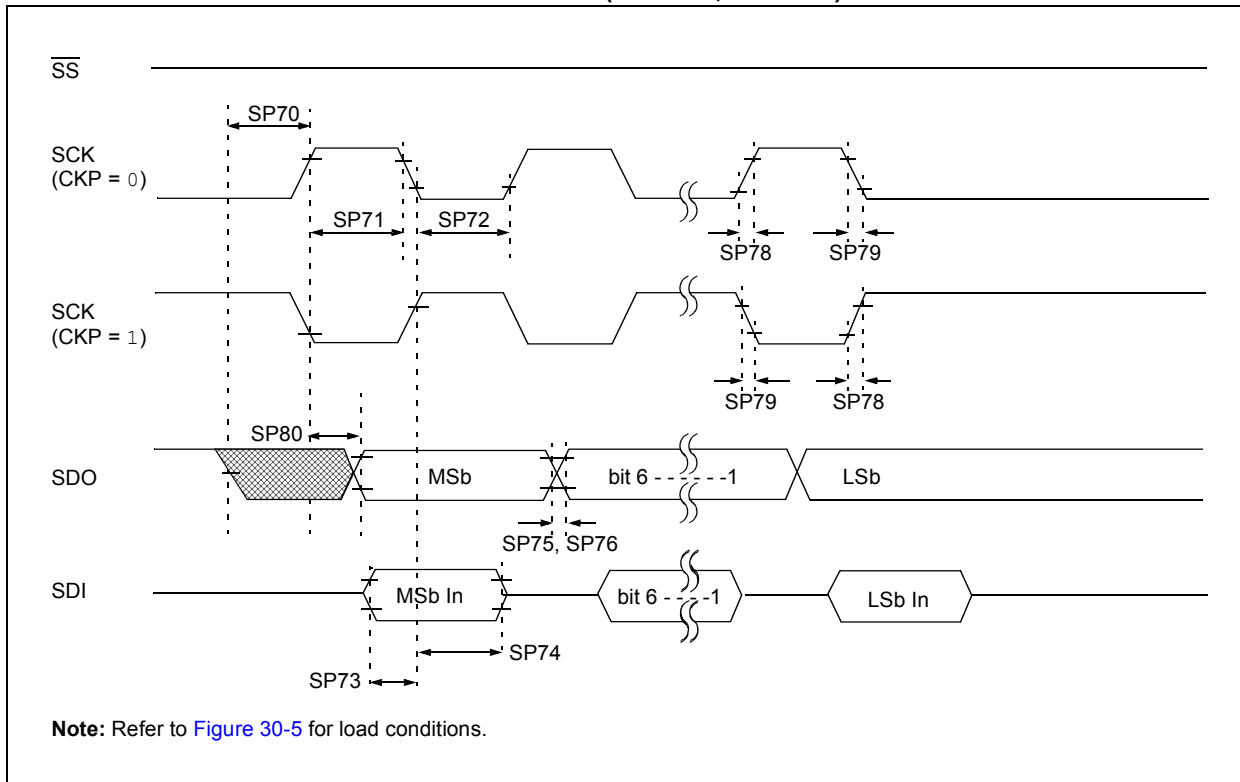 SS
SP70
SCK
(CKP = 0)
SP71
SP72
SP78
SP79
SCK
(CKP = 1)
SP79
SP78
SP80
SDO
MSb
bit 6 - - - - - -1
LSb
SP75, SP76
SDI
MSb In
bit 6 - - - - -1
LSb In
SP74
SP73
Note: Refer to Figure 30-5 for load conditions.